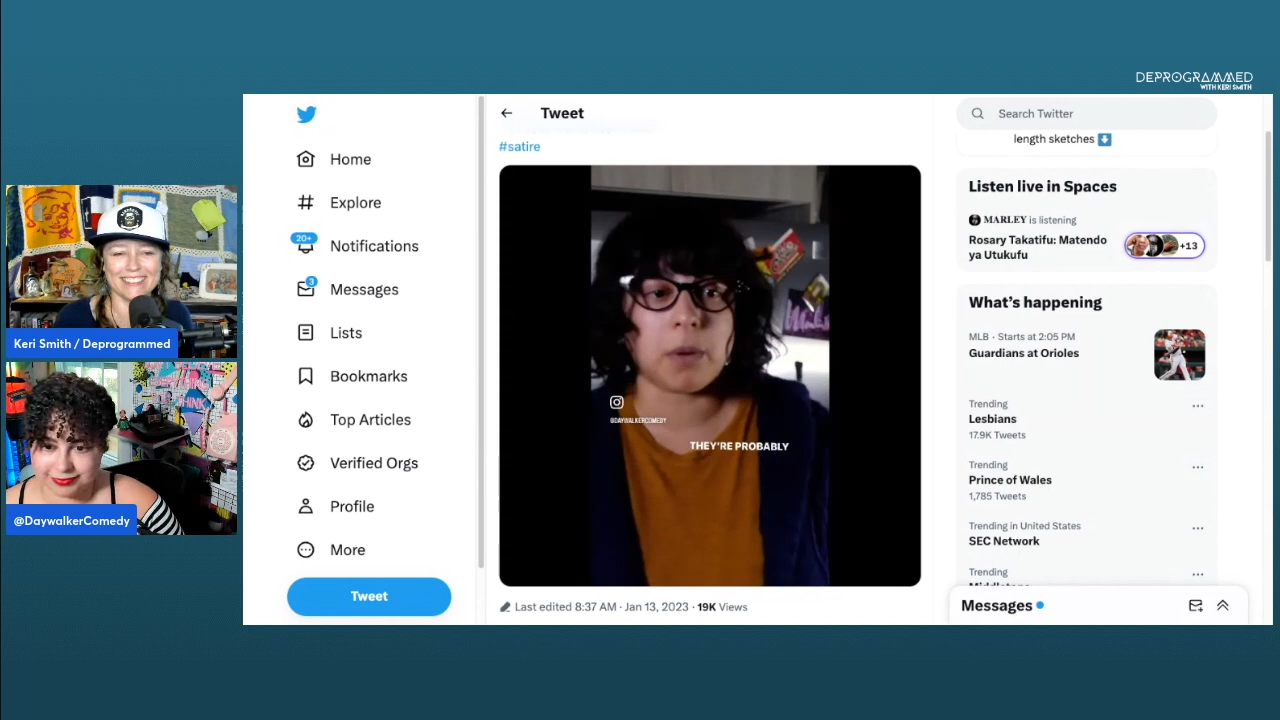 DEPROGRAMMED
WITH KERI SMITH
Keri Smith / Deprogrammed
@DaywalkerComedy
Home
Explore
20+
Notifications
3
Messages
Lists
Bookmarks
Top Articles
Verified Orgs
Profile
More
Tweet
Tweet
#satire
@DAYWALKERCOMEDY
THEY'RE PROBABLY
Last edited 8:37 AM · Jan 13, 2023 · 19K Views
Search Twitter
length sketches
Listen live in Spaces
MARLEY is listening
Rosary Takatifu: Matendo
ya Utukufu
+13
What's happening
MLB · Starts at 2:05 PM
Guardians at Orioles
Trending
Lesbians
17.9K Tweets
Trending
Prince of Wales
1,785 Tweets
Trending in United States
SEC Network
Trending
Messages